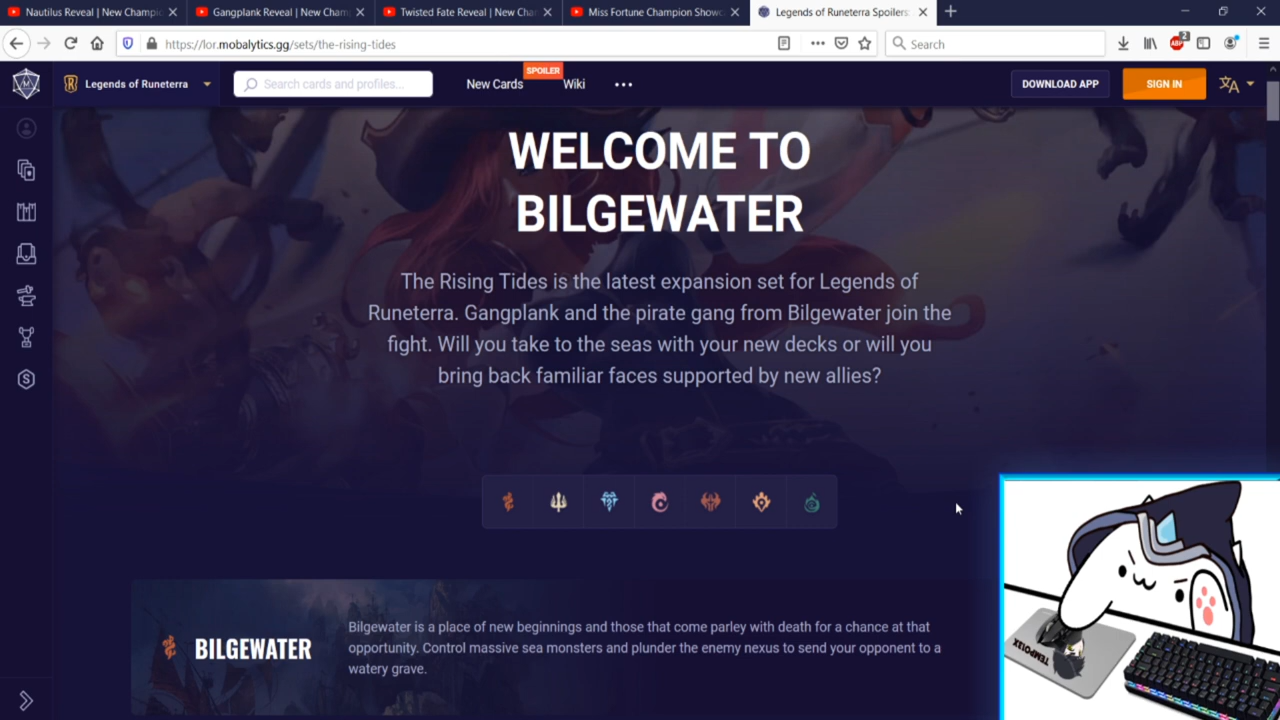 Nautilus Reveal | New Champio
Gangplank Reveal | New Cham
Twisted Fate Reveal | New Cha
Miss Fortune Champion Showc
Legends of Runeterra Spoilers
https://lor.mobalytics.gg/sets/the-rising-tides
Search
ABP
2
Legends of Runeterra
Search cards and profiles...
New Cards
SPOILER
Wiki
DOWNLOAD APP
SIGN IN
WELCOME TO
BILGEWATER
The Rising Tides is the latest expansion set for Legends of
Runeterra. Gangplank and the pirate gang from Bilgewater join the
fight. Will you take to the seas with your new decks or will you
bring back familiar faces supported by new allies?
BILGEWATER
Bilgewater is a place of new beginnings and those that come parley with death for a chance at that
opportunity. Control massive sea monsters and plunder the enemy nexus to send your opponent to a
watery grave.